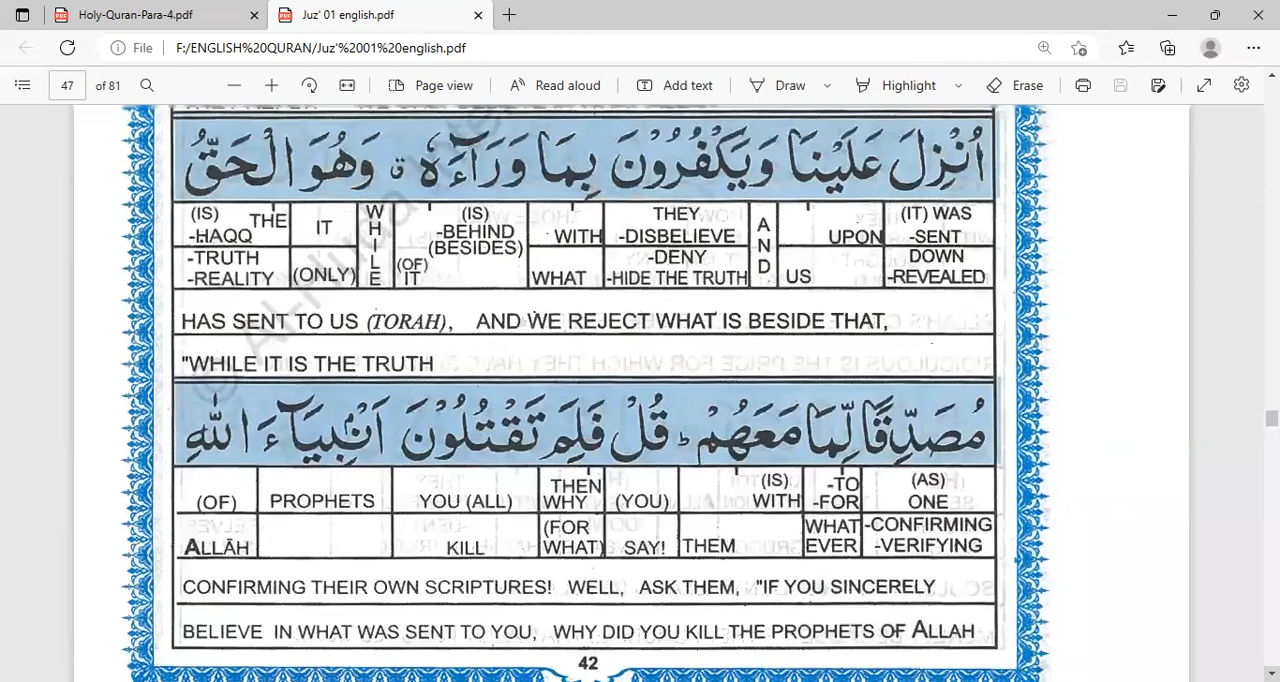 Holy-Quran-Para-4.pdf
Juz' 01 english.pdf
File
F:/ENGLISH%20QURAN/Juz'%2001%20english.pdf
47 of 81
Page view
Read aloud
Add text
Draw
Highlight
Erase
اُنْزِلَ عَلَيْنَا وَيَكْفُرُوْنَ بِمَا وَرَآءَهٗ ۃ وَهُوَ الْحَقُّ
(IS) THE IT WHILE (IS) THEY AND (IT) WAS
-HAQQ -BEHIND WITH -DISBELIEVE UPON -SENT
-TRUTH (BESIDES) -DENY DOWN
-REALITY (ONLY) (OF) IT WHAT -HIDE THE TRUTH US -REVEALED
HAS SENT TO US (TORAH), AND WE REJECT WHAT IS BESIDE THAT,
"WHILE IT IS THE TRUTH
مُصَدِّقًا لِّمَا مَعَهُمْ ؕ قُلْ فَلِمَ تَقْتُلُوْنَ اَنْۢبِيَآءَ اللّٰهِ
THEN (IS) -TO (AS)
(OF) PROPHETS YOU (ALL) WHY (YOU) WITH -FOR ONE
(FOR WHAT -CONFIRMING
ALLĀH KILL WHAT) SAY! THEM EVER -VERIFYING
CONFIRMING THEIR OWN SCRIPTURES! WELL, ASK THEM, "IF YOU SINCERELY
BELIEVE IN WHAT WAS SENT TO YOU, WHY DID YOU KILL THE PROPHETS OF ALLAH
42